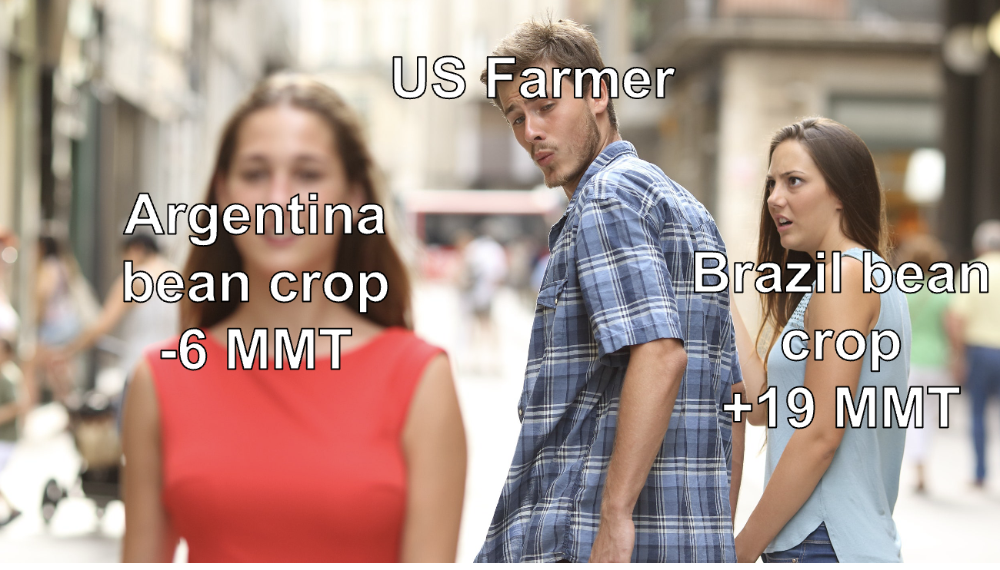 US Farmer
Argentina
bean crop
-6 MMT
Brazil bean
crop
+19 MMT